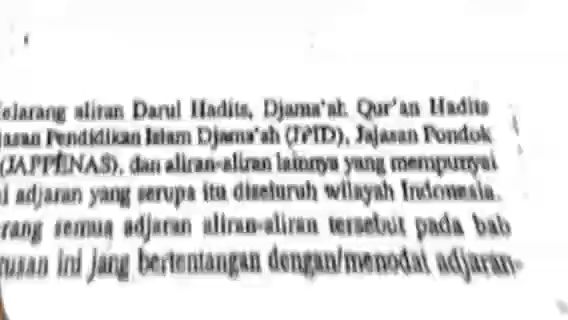 elarang aliran Darul Hadits, Djama'ah Qur'an Hadits
Pendidikan Islam Djama'ah (JPID), Jajasan Pondok
(JAPPENAS), dan aliran-aliran lainnya yang mempunyai
adjaran yang serupa itu diseluruh wilayah Indonesia.
rang semua adjaran aliran-aliran tersebut pada bab
ini jang bertentangan dengan/menodai adjaran-